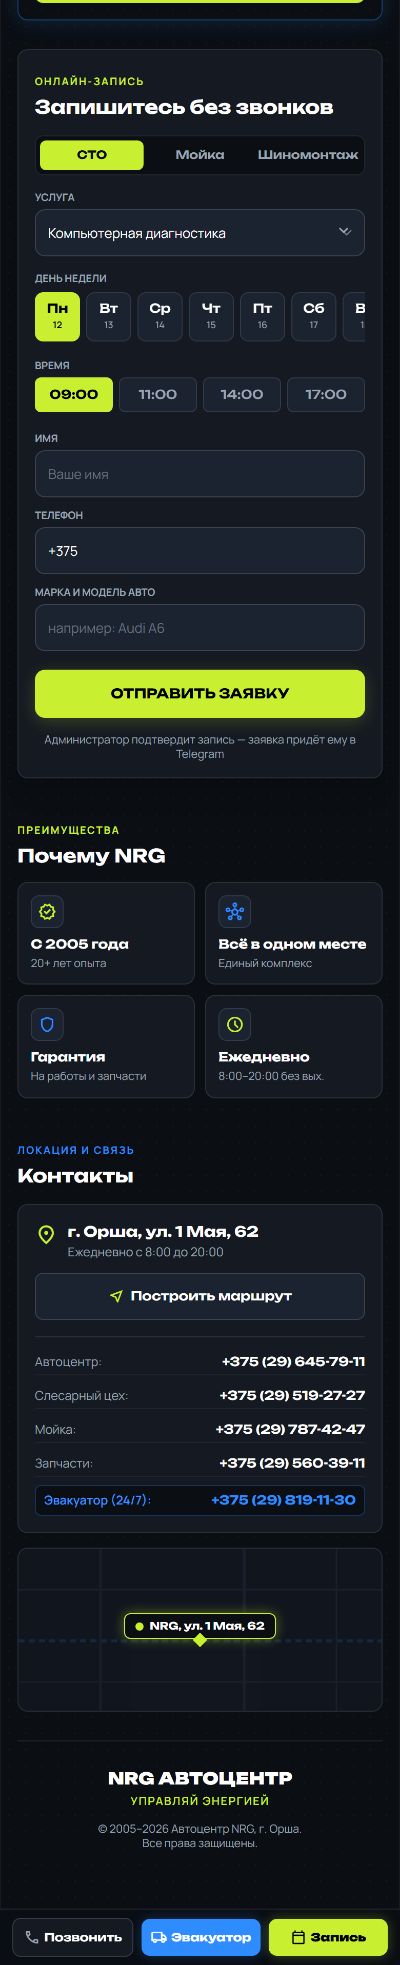 ОНЛАЙН-ЗАПИСЬ
Запишитесь без звонков
СТО Мойка Шиномонтаж
УСЛУГА
Компьютерная диагностика
ДЕНЬ НЕДЕЛИ
Пн Вт Ср Чт Пт Сб
12 13 14 15 16 17
ВРЕМЯ
09:00 11:00 14:00 17:00
ИМЯ
Ваше имя
ТЕЛЕФОН
+375
МАРКА И МОДЕЛЬ АВТО
например: Audi A6
ОТПРАВИТЬ ЗАЯВКУ
Администратор подтвердит запись — заявка придёт ему в
Telegram
ПРЕИМУЩЕСТВА
Почему NRG
С 2005 года
20+ лет опыта
Всё в одном месте
Единый комплекс
Гарантия
На работы и запчасти
Ежедневно
8:00–20:00 без вых.
ЛОКАЦИЯ И СВЯЗЬ
Контакты
г. Орша, ул. 1 Мая, 62
Ежедневно с 8:00 до 20:00
Построить маршрут
Автоцентр: +375 (29) 645-79-11
Слесарный цех: +375 (29) 519-27-27
Мойка: +375 (29) 787-42-47
Запчасти: +375 (29) 560-39-11
Эвакуатор (24/7): +375 (29) 819-11-30
NRG, ул. 1 Мая, 62
NRG АВТОЦЕНТР
УПРАВЛЯЙ ЭНЕРГИЕЙ
© 2005–2026 Автоцентр NRG, г. Орша.
Все права защищены.
Позвонить Эвакуатор Запись